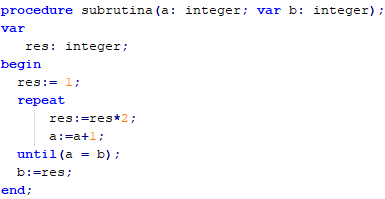 procedure subrutina(a: integer; var b: integer);
var
   res: integer;
begin
  res:= 1;
  repeat
      res:=res*2;
      a:=a+1;
  until(a = b);
  b:=res;
end;